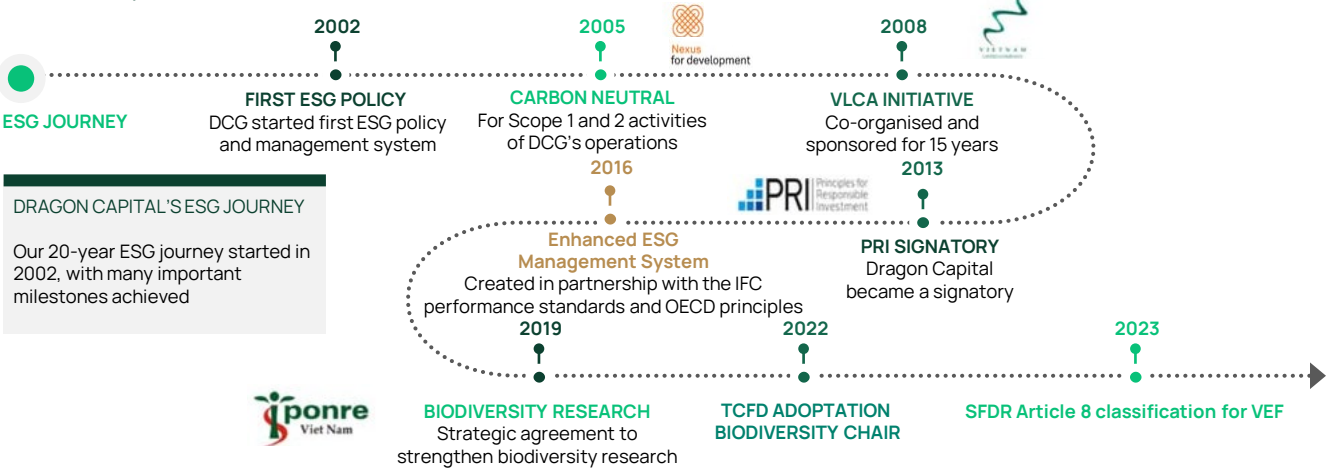 2002
2005
2008
Nexus
for development
VIETNAM
ESG JOURNEY
FIRST ESG POLICY
DCG started first ESG policy
and management system
CARBON NEUTRAL
For Scope 1 and 2 activities
of DCG's operations
VLCA INITIATIVE
Co-organised and
sponsored for 15 years
2016
2013
PRI
Principles for
Responsible
Investment
DRAGON CAPITAL'S ESG JOURNEY
Our 20-year ESG journey started in
2002, with many important
milestones achieved
Enhanced ESG
Management System
Created in partnership with the IFC
performance standards and OECD principles
PRI SIGNATORY
Dragon Capital
became a signatory
2019
2022
2023
iponre
Viet Nam
BIODIVERSITY RESEARCH
Strategic agreement to
strengthen biodiversity research
TCFD ADOPTATION
BIODIVERSITY CHAIR
SFDR Article 8 classification for VEF